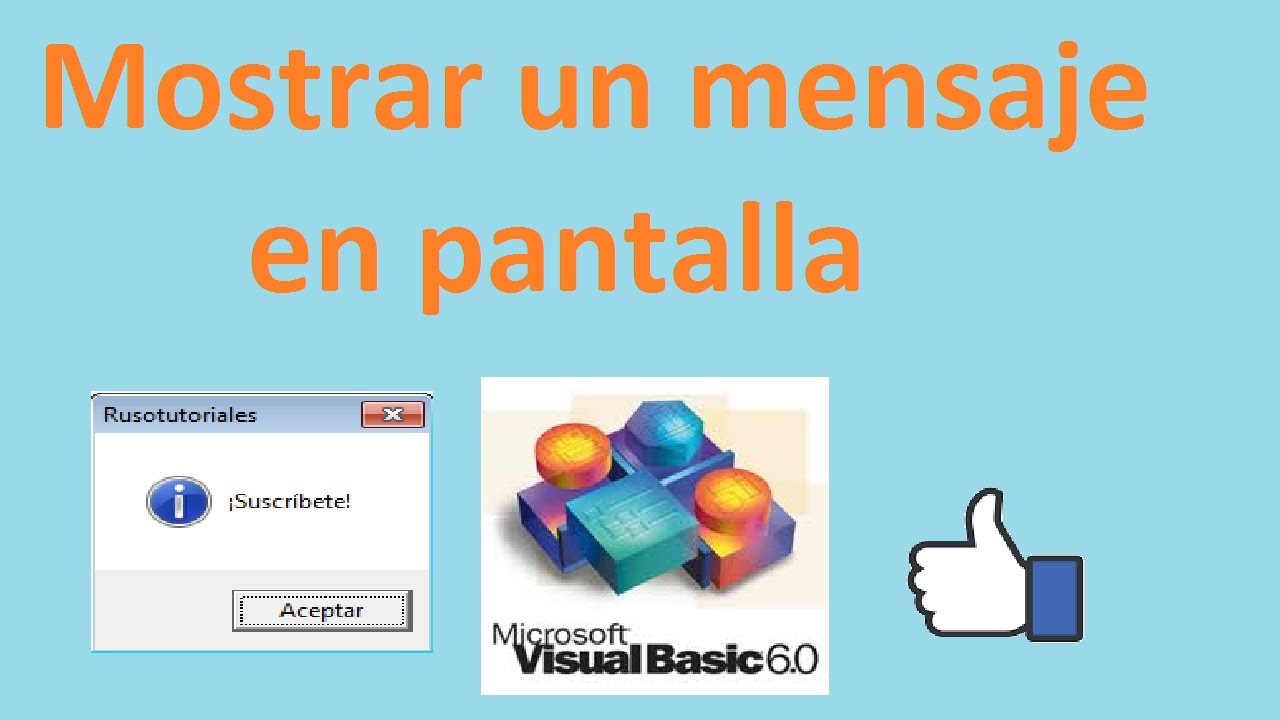 Mostrar un mensaje
en pantalla
Rusotutoriales
¡Suscríbete!
Aceptar
Microsoft
Visual Basic 6.0